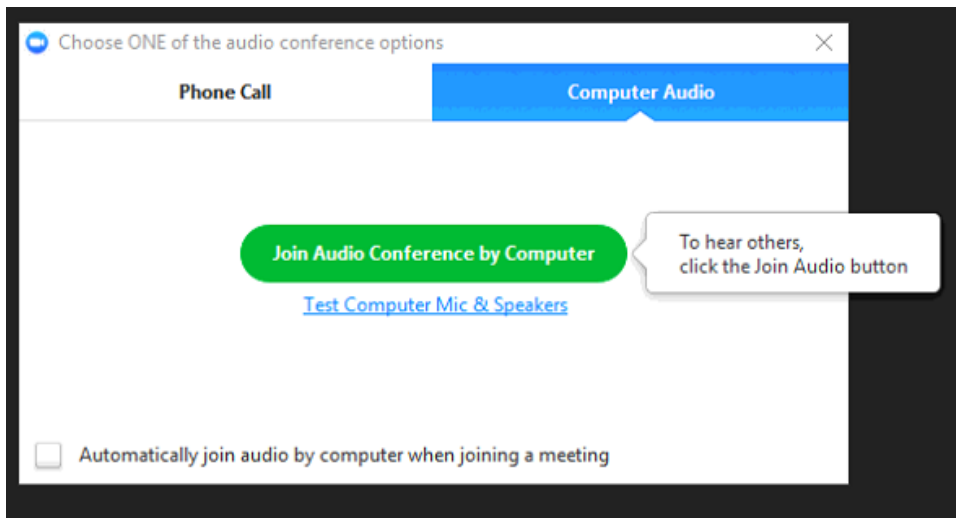 Choose ONE of the audio conference options
Phone Call
Computer Audio
Join Audio Conference by Computer
To hear others,
click the Join Audio button
Test Computer Mic & Speakers
Automatically join audio by computer when joining a meeting